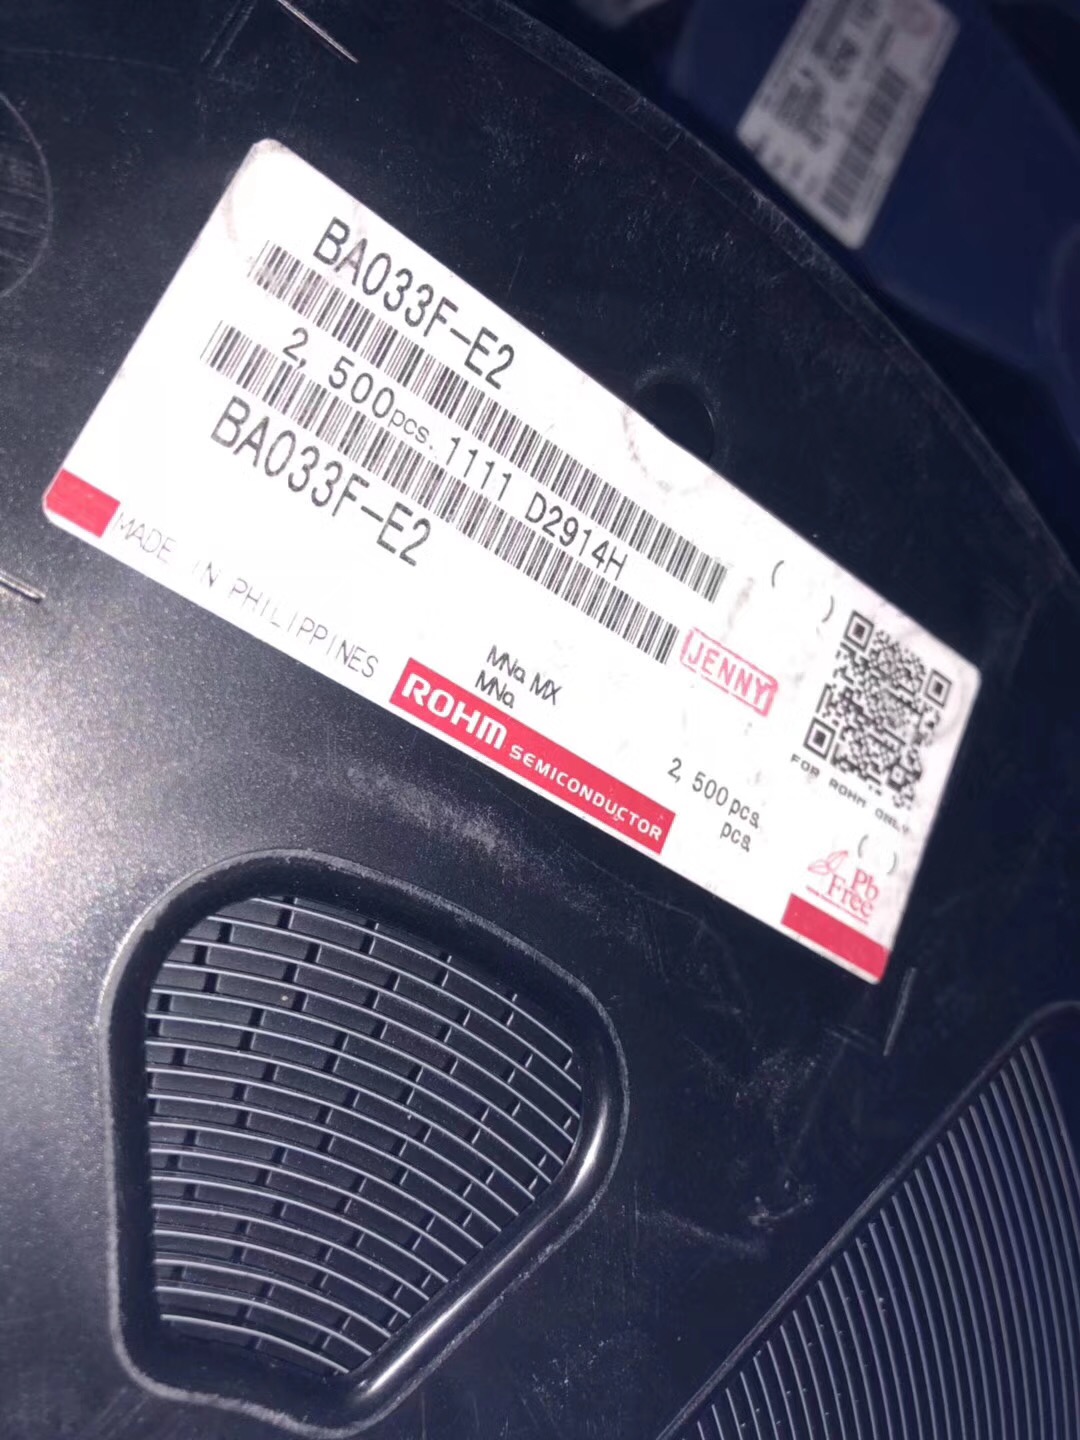 BA033F-E2
2,500pcs. 1111 D2914H
BA033F-E2
( )
JENNY
MADE IN PHILIPPINES
MNa MX
MNa
ROHM SEMICONDUCTOR
2,500pcs.
pcs.
FOR ROHM ONLY
( )
Pb
Free